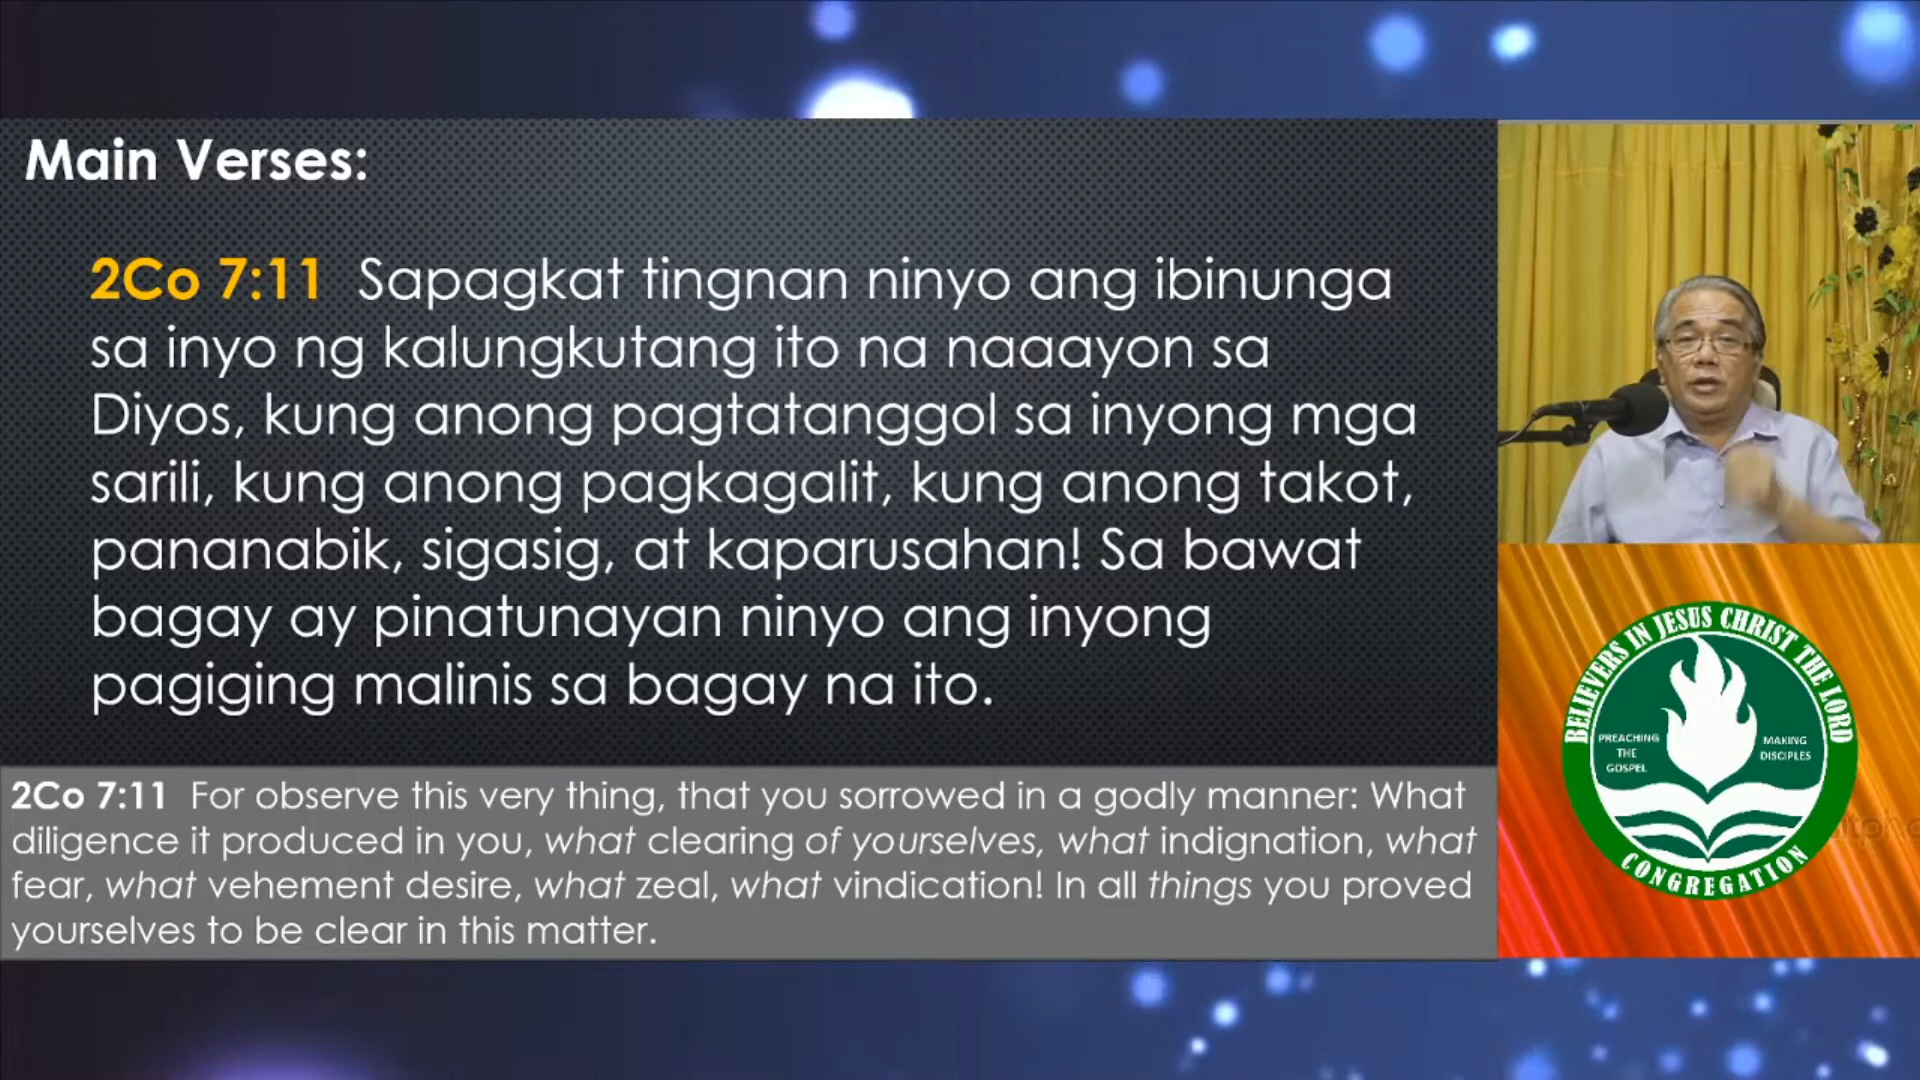 Main Verses:
2Co 7:11 Sapagkat tingnan ninyo ang ibinunga
sa inyo ng kalungkutang ito na naaayon sa
Diyos, kung anong pagtatanggol sa inyong mga
sarili, kung anong pagkagalit, kung anong takot,
pananabik, sigasig, at kaparusahan! Sa bawat
bagay ay pinatunayan ninyo ang inyong
pagiging malinis sa bagay na ito.
2Co 7:11 For observe this very thing, that you sorrowed in a godly manner: What
diligence it produced in you, what clearing of yourselves, what indignation, what
fear, what vehement desire, what zeal, what vindication! In all things you proved
yourselves to be clear in this matter.
BELIEVERS IN JESUS CHRIST THE LORD
PREACHING
THE
GOSPEL
MAKING
DISCIPLES
CONGREGATION